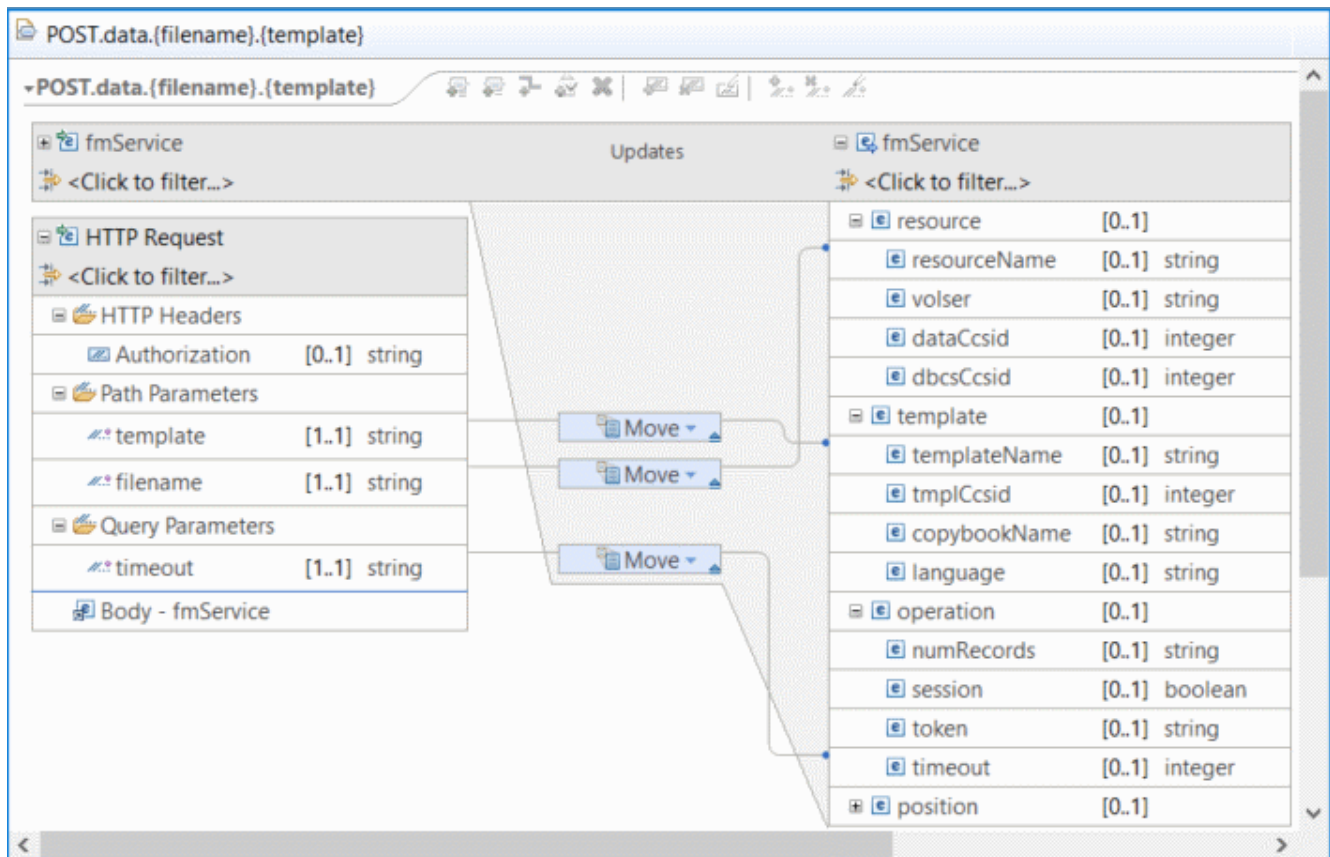 POST.data.{filename}.{template}
POST.data.{filename}.{template}
fmService
<Click to filter...>
Updates
fmService
<Click to filter...>
HTTP Request
<Click to filter...>
HTTP Headers
Authorization [0..1] string
Path Parameters
template [1..1] string
filename [1..1] string
Query Parameters
timeout [1..1] string
Body - fmService
Move
Move
Move
resource [0..1]
resourceName [0..1] string
volser [0..1] string
dataCcsid [0..1] integer
dbcsCcsid [0..1] integer
template [0..1]
templateName [0..1] string
tmplCcsid [0..1] integer
copybookName [0..1] string
language [0..1] string
operation [0..1]
numRecords [0..1] string
session [0..1] boolean
token [0..1] string
timeout [0..1] integer
position [0..1]